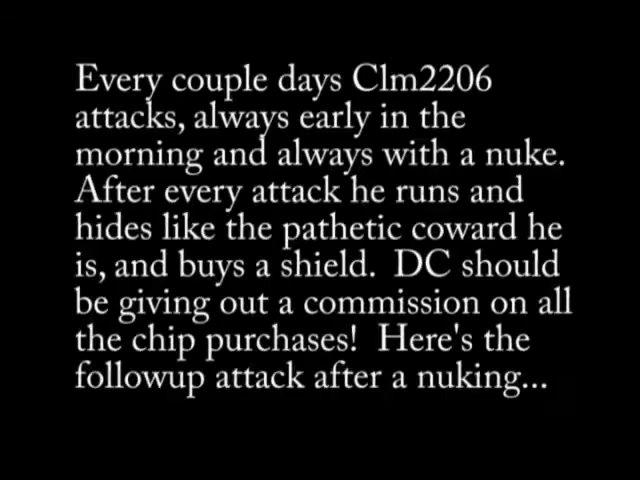 Every couple days Clm2206
attacks, always early in the
morning and always with a nuke.
After every attack he runs and
hides like the pathetic coward he
is, and buys a shield.  DC should
be giving out a commission on all
the chip purchases!  Here's the
followup attack after a nuking...